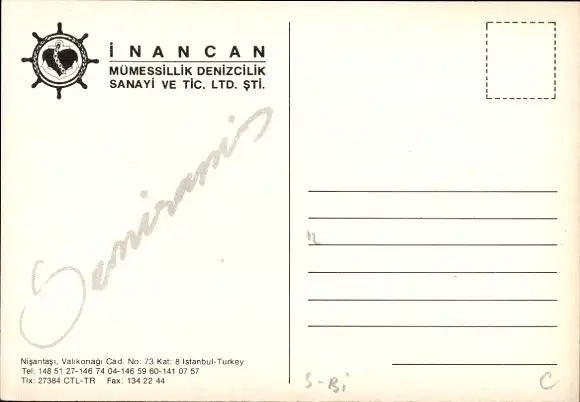 İNANCAN
MÜMESSİLLİK DENİZCİLİK
SANAYİ VE TİC. LTD. ŞTİ.
Semiramis
Nişantaşı, Valikonağı Cad. No: 73 Kat: 8 Istanbul-Turkey
Tel: 148 51 27-146 74 04-146 59 60-141 07 57
Tlx: 27384 CTL-TR Fax: 134 22 44
S-Bi
C